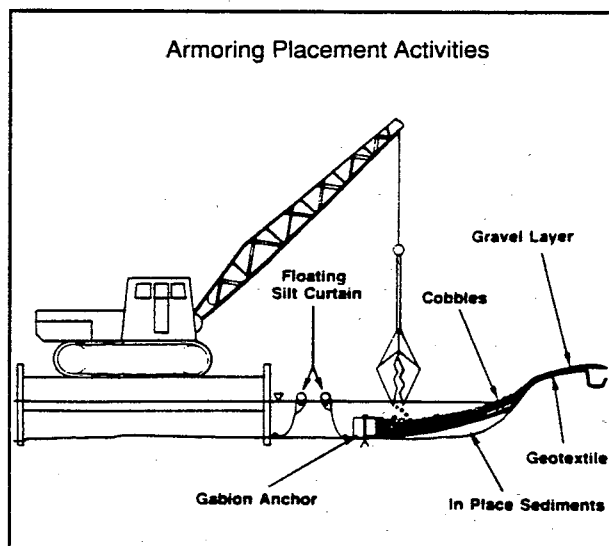 Armoring Placement Activities
Gravel Layer
Floating
Silt Curtain
Cobbles
Geotextile
Gabion Anchor
In Place Sediments